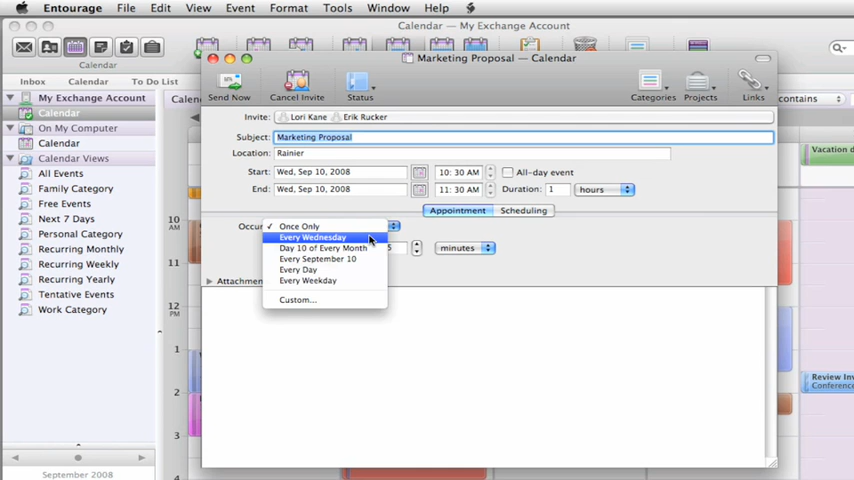 Entourage File Edit View Event Format Tools Window Help
Calendar — My Exchange Account
Marketing Proposal — Calendar
Calendar
Send Now Cancel Invite Status Categories Projects Links
Inbox Calendar To Do List
My Exchange Account
Calendar
On My Computer
Calendar
Calendar Views
All Events
Family Category
Free Events
Next 7 Days
Personal Category
Recurring Monthly
Recurring Weekly
Recurring Yearly
Tentative Events
Work Category
September 2008
Calen
contains
Invite: Lori Kane Erik Rucker
Subject: Marketing Proposal
Location: Rainier
Start: Wed, Sep 10, 2008 10: 30 AM All-day event
End: Wed, Sep 10, 2008 11: 30 AM Duration: 1 hours
Appointment Scheduling
Occur
✓ Once Only
Every Wednesday
Day 10 of Every Month
Every September 10
Every Day
Every Weekday
Custom...
5 minutes
Attachmen
10
AM
11
12
PM
1
2
3
4
Vacation d
Review Inv
Conference